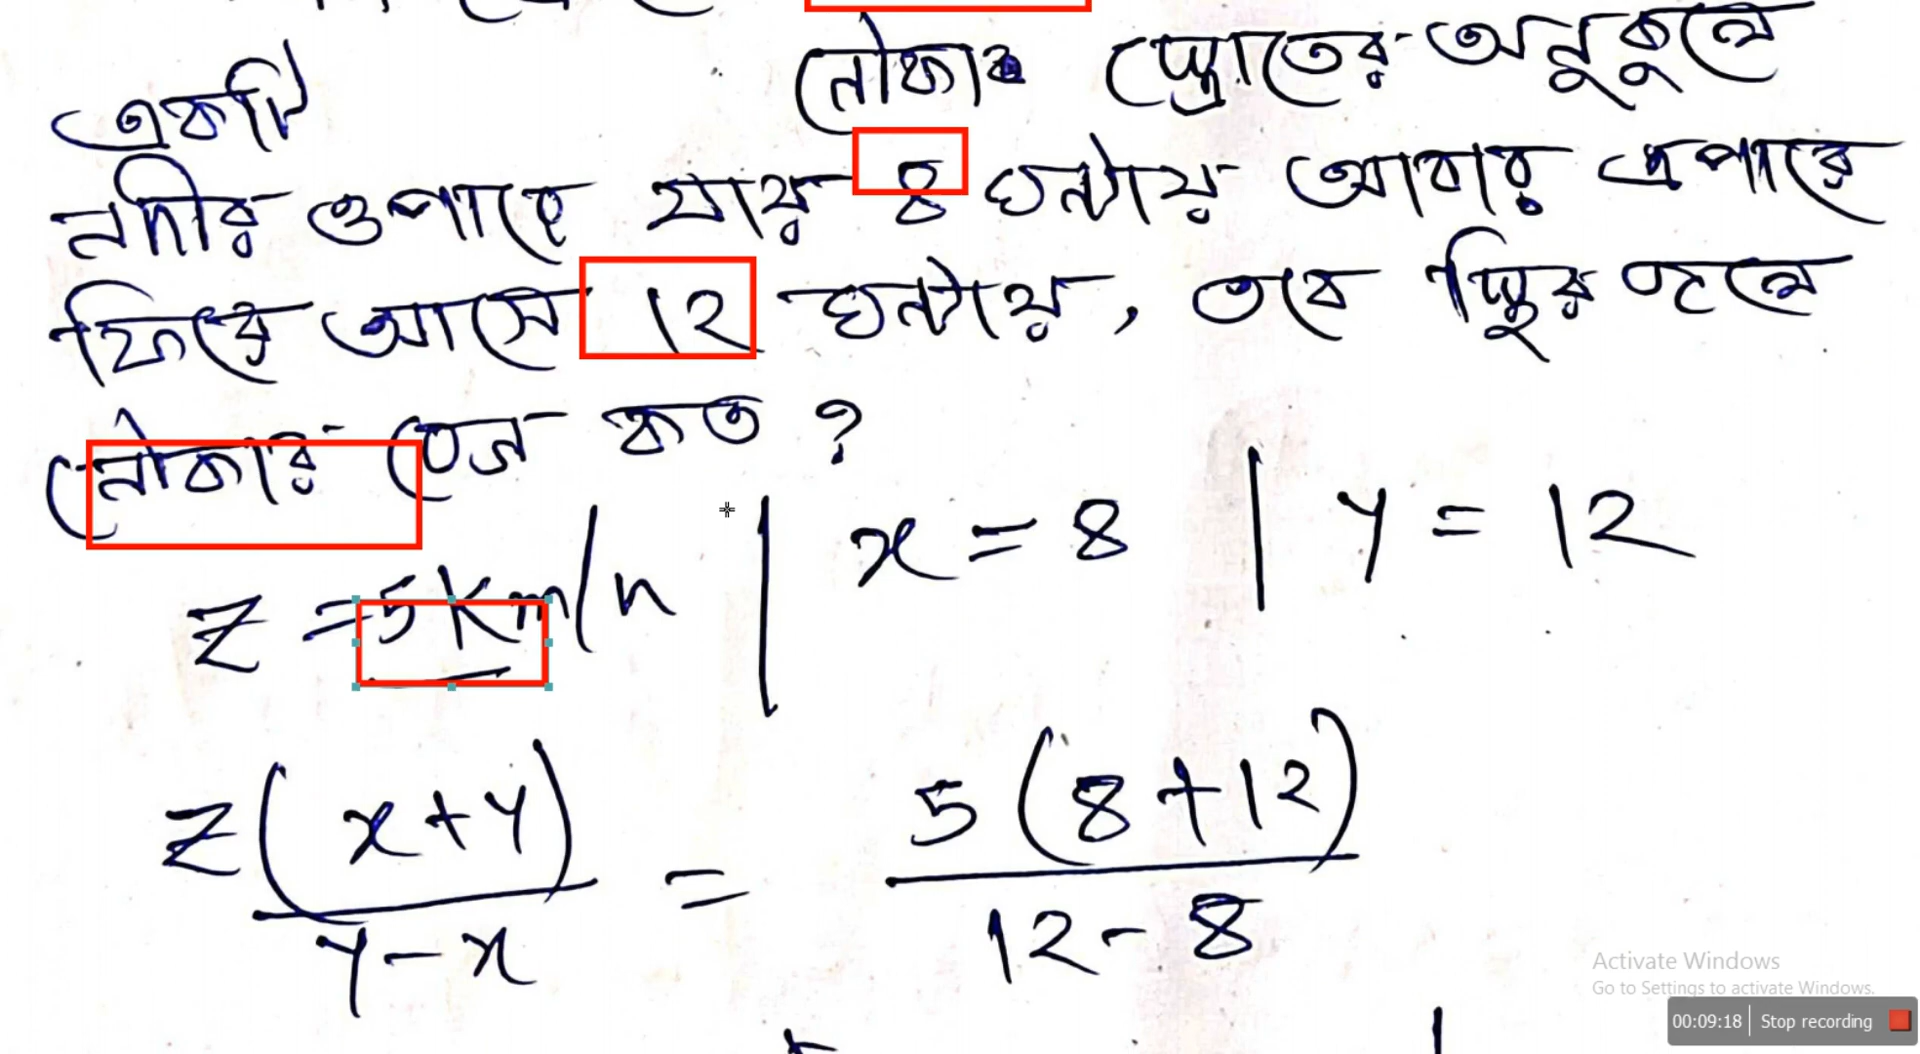 একটি নৌকার স্রোতের অনুকুলে
নদীর ওপারে যায় 8 ঘন্টায় আবার এপারে
ফিরে আসে 12 ঘন্টায়, তবে স্থির জলে
নৌকার বেগ কত ?
z = 5 km/h | x = 8 | y = 12
z(x+y)/y-x = 5(8+12)/12-8
Activate Windows
Go to Settings to activate Windows.
00:09:18 | Stop recording